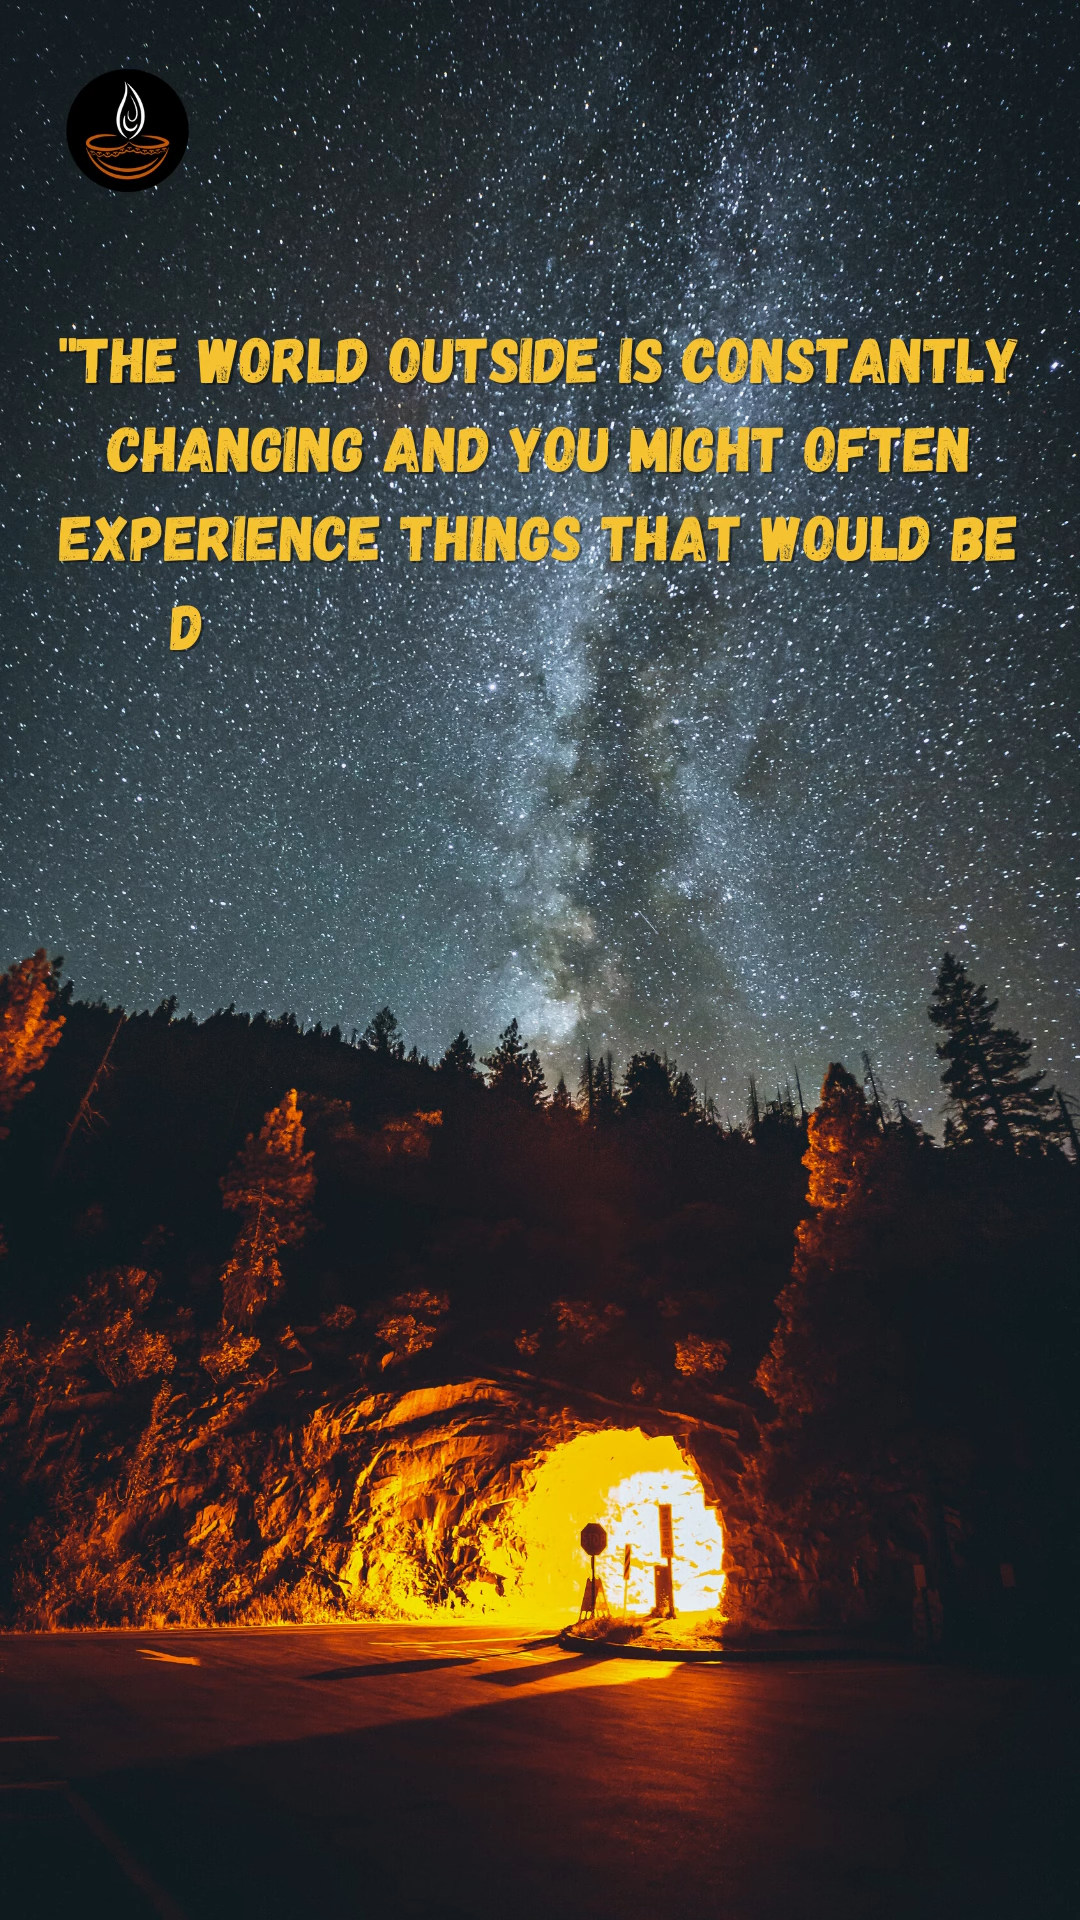 "THE WORLD OUTSIDE IS CONSTANTLY
CHANGING AND YOU MIGHT OFTEN
EXPERIENCE THINGS THAT WOULD BE
D